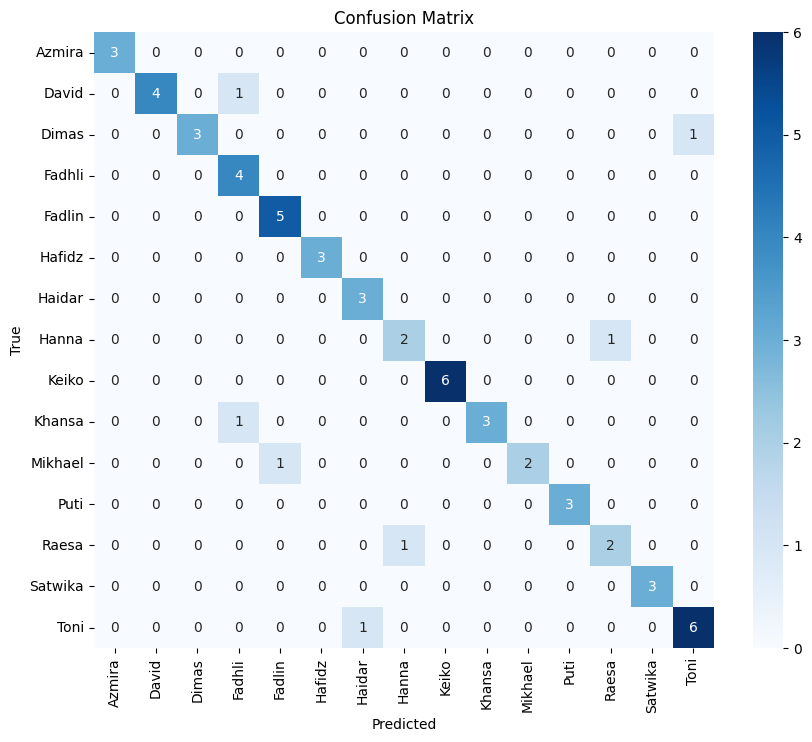 Confusion Matrix
Azmira 3 0 0 0 0 0 0 0 0 0 0 0 0 0 0
David 0 4 0 1 0 0 0 0 0 0 0 0 0 0 0
Dimas 0 0 3 0 0 0 0 0 0 0 0 0 0 0 1
Fadhli 0 0 0 4 0 0 0 0 0 0 0 0 0 0 0
Fadlin 0 0 0 0 5 0 0 0 0 0 0 0 0 0 0
Hafidz 0 0 0 0 0 3 0 0 0 0 0 0 0 0 0
Haidar 0 0 0 0 0 0 3 0 0 0 0 0 0 0 0
Hanna 0 0 0 0 0 0 0 2 0 0 0 0 1 0 0
Keiko 0 0 0 0 0 0 0 0 6 0 0 0 0 0 0
Khansa 0 0 0 1 0 0 0 0 0 3 0 0 0 0 0
Mikhael 0 0 0 0 1 0 0 0 0 0 2 0 0 0 0
Puti 0 0 0 0 0 0 0 0 0 0 0 3 0 0 0
Raesa 0 0 0 0 0 0 0 1 0 0 0 0 2 0 0
Satwika 0 0 0 0 0 0 0 0 0 0 0 0 0 3 0
Toni 0 0 0 0 0 0 1 0 0 0 0 0 0 0 6
True
Azmira David Dimas Fadhli Fadlin Hafidz Haidar Hanna Keiko Khansa Mikhael Puti Raesa Satwika Toni
Predicted
6
5
4
3
2
1
0